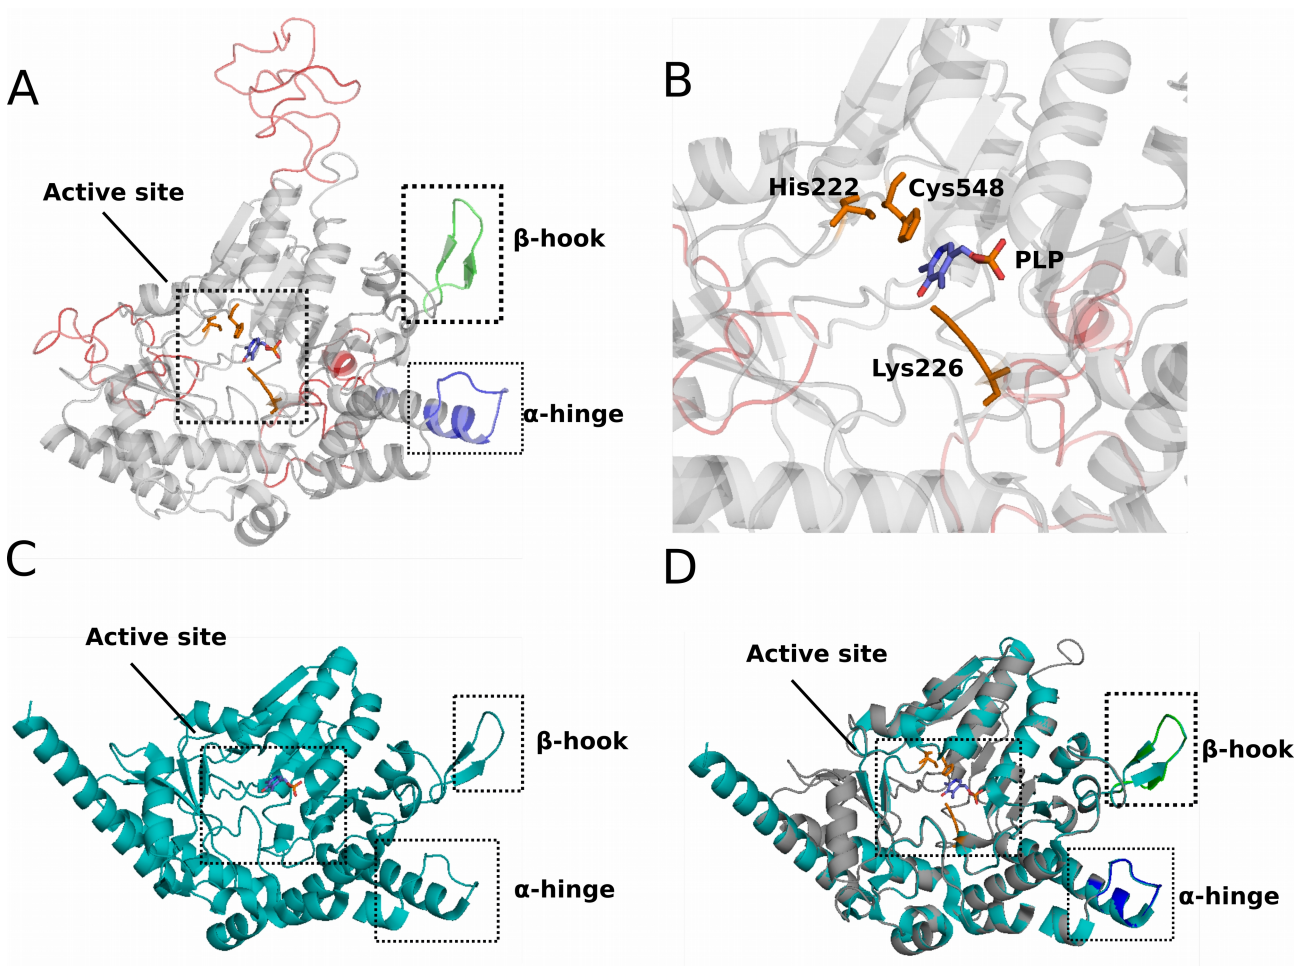 A
B
Active site
β-hook
α-hinge
His222
Cys548
PLP
Lys226
C
D
Active site
β-hook
α-hinge
Active site
β-hook
α-hinge